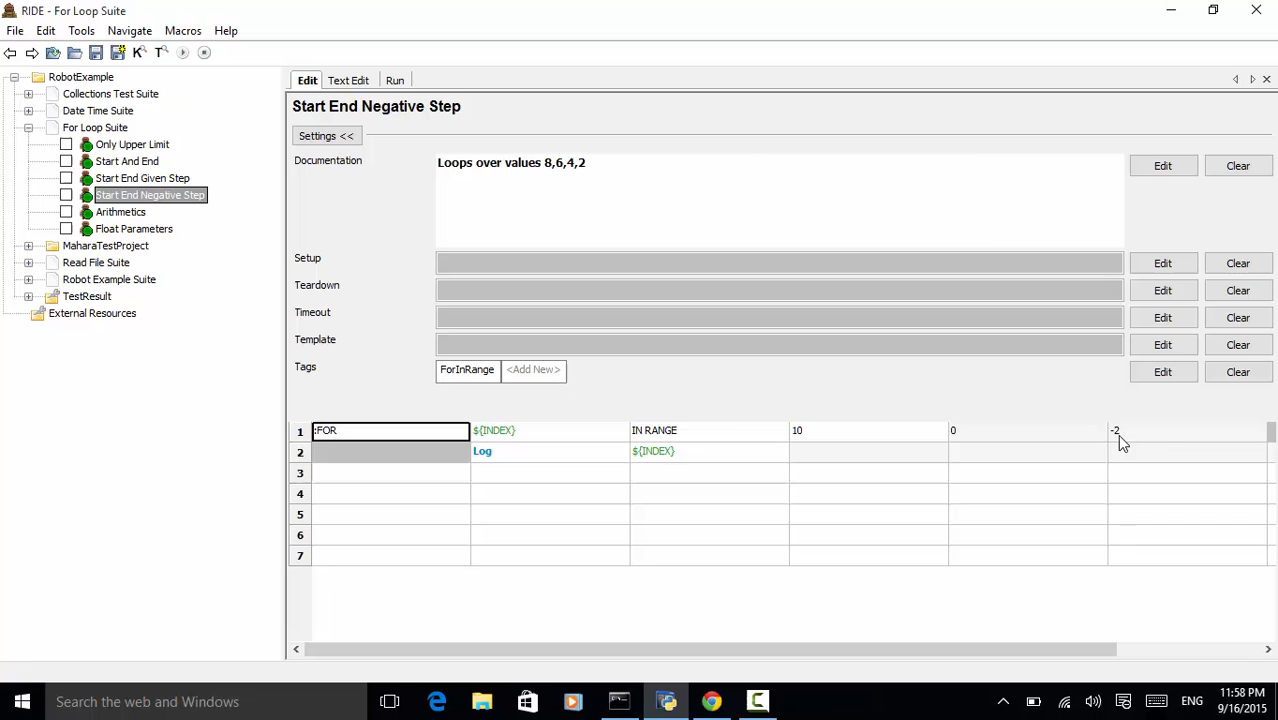 RIDE - For Loop Suite
File Edit Tools Navigate Macros Help
K T
RobotExample
Collections Test Suite
Date Time Suite
For Loop Suite
Only Upper Limit
Start And End
Start End Given Step
Start End Negative Step
Arithmetics
Float Parameters
MaharaTestProject
Read File Suite
Robot Example Suite
TestResult
External Resources
Edit Text Edit Run
Start End Negative Step
Settings <<
Documentation Loops over values 8,6,4,2 Edit Clear
Setup Edit Clear
Teardown Edit Clear
Timeout Edit Clear
Template Edit Clear
Tags ForInRange <Add New> Edit Clear
1 :FOR ${INDEX} IN RANGE 10 0 -2
2 Log ${INDEX}
3
4
5
6
7
Search the web and Windows
ENG
11:58 PM
9/16/2015